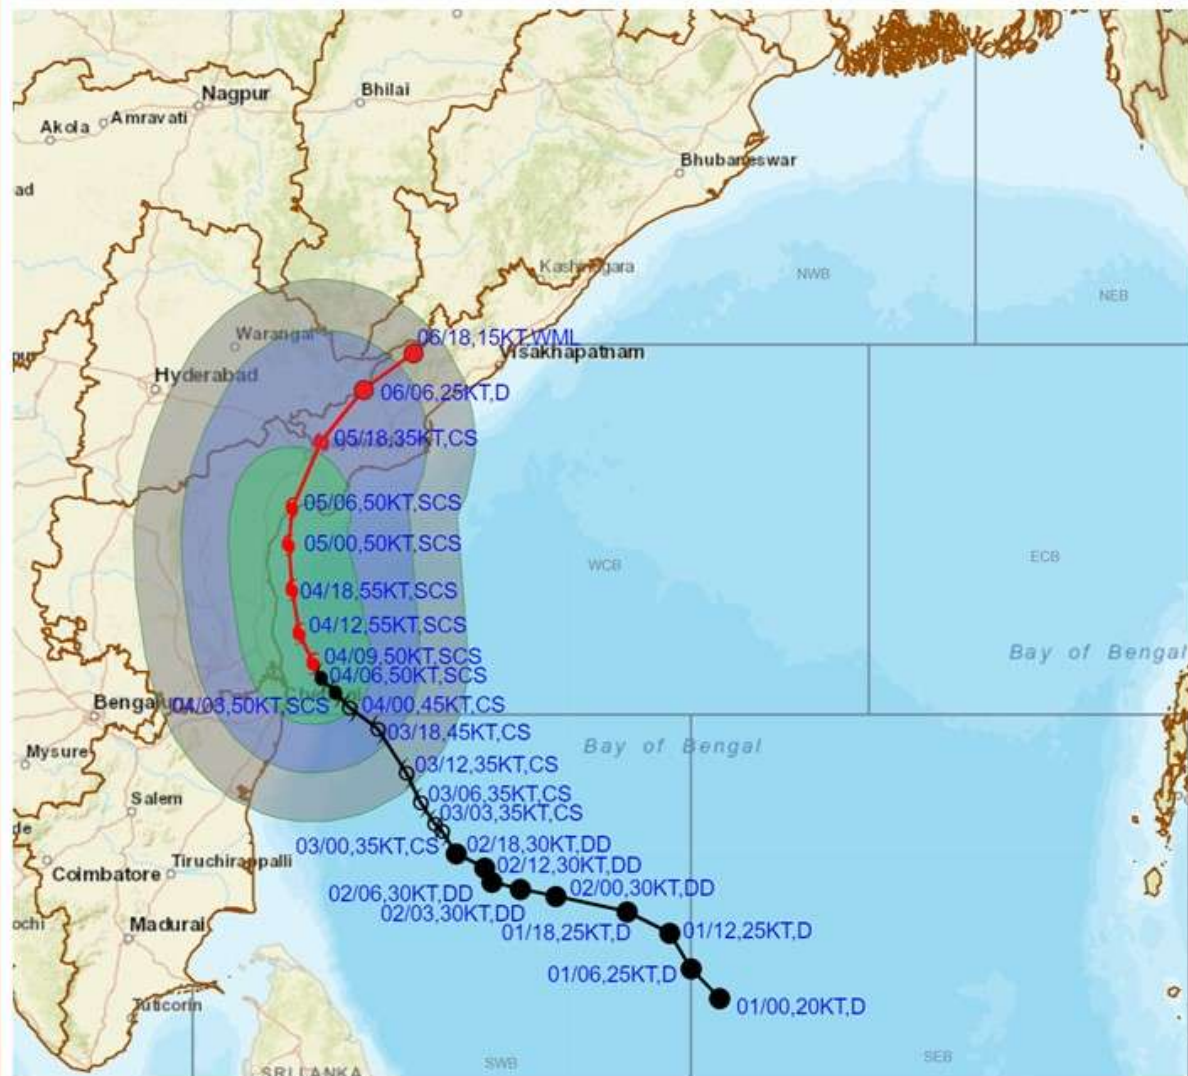 Nagpur
Bhilai
Akola
Amravati
Bhubaneswar
ad
NWB
NEB
Warangal
06/18,15KT,WML
Visakhapatnam
Hyderabad
06/06,25KT,D
05/18,35KT,CS
05/06,50KT,SCS
05/00,50KT,SCS
WCB
ECB
04/18,55KT,SCS
04/12,55KT,SCS
04/09,50KT,SCS
Bay of Bengal
04/06,50KT,SCS
04/03,50KT,SCS
04/00,45KT,CS
03/18,45KT,CS
Bay of Bengal
Mysure
03/12,35KT,CS
03/06,35KT,CS
Salem
03/03,35KT,CS
de
03/00,35KT,CS
02/18,30KT,DD
Tiruchirappalli
02/12,30KT,DD
Coimbatore
02/06,30KT,DD
02/00,30KT,DD
02/03,30KT,DD
ochi
Madurai
01/18,25KT,D
01/12,25KT,D
01/06,25KT,D
Tuticorin
01/00,20KT,D
SWB
SEB
SRI LANKA